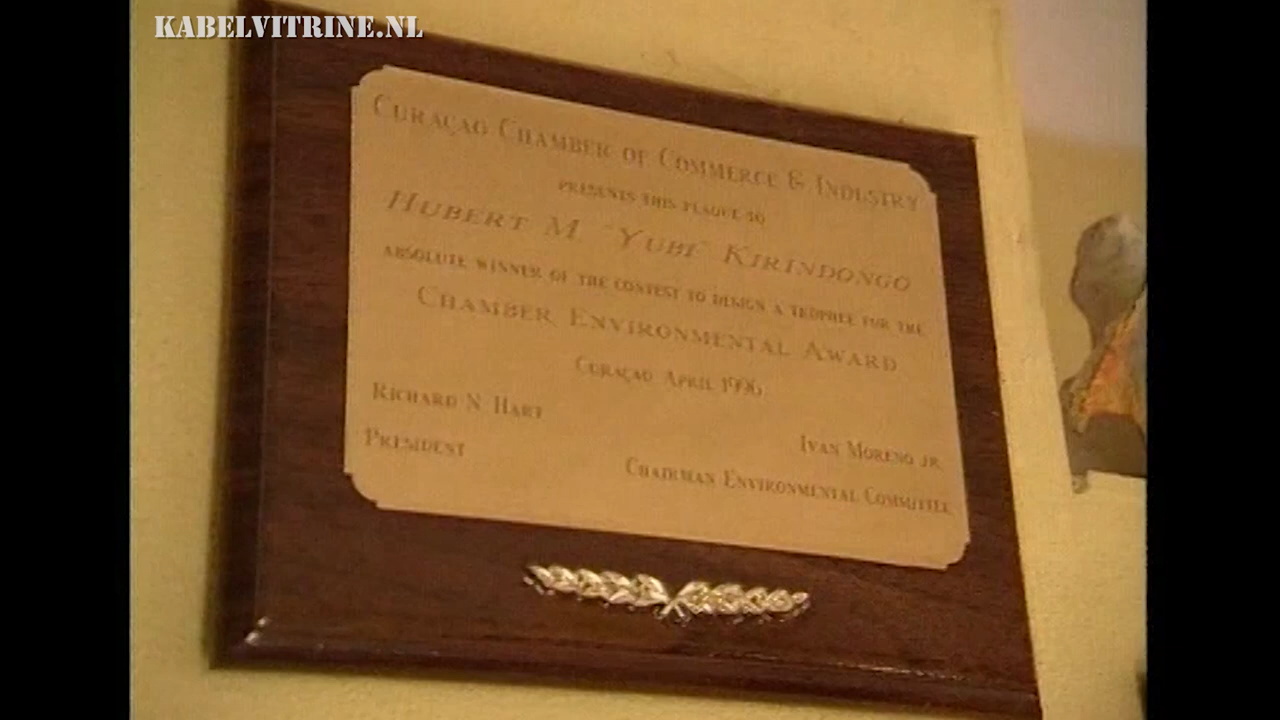 KABELVITRINE.NL
CURAÇAO CHAMBER OF COMMERCE & INDUSTRY
PRESENTS THIS PLAQUE TO
HUBERT M. "YUBI" KIRINDONGO
ABSOLUTE WINNER OF THE CONTEST TO DESIGN A TROPHEE FOR THE
CHAMBER ENVIRONMENTAL AWARD
CURAÇAO APRIL 1996
RICHARD N. HART
IVAN MORENO JR.
PRESIDENT
CHAIRMAN ENVIRONMENTAL COMMITTEE